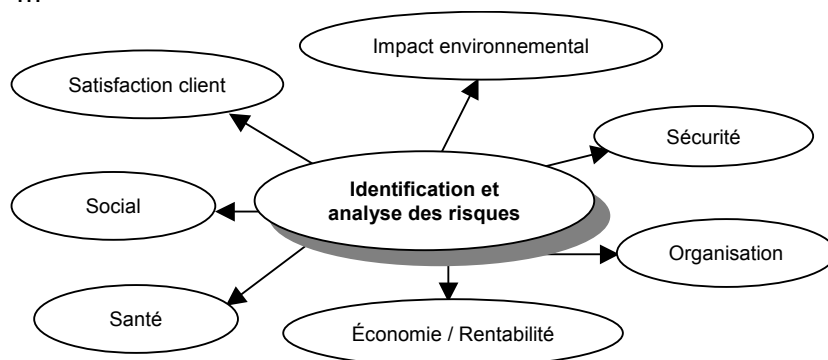 ...
Impact environnemental
Satisfaction client
Sécurité
Identification et
analyse des risques
Social
Organisation
Santé
Économie / Rentabilité